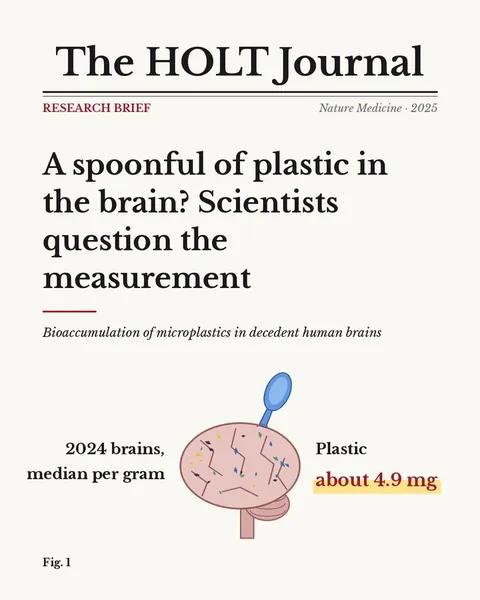 The HOLT Journal
RESEARCH BRIEF
Nature Medicine · 2025
A spoonful of plastic in
the brain? Scientists
question the
measurement
Bioaccumulation of microplastics in decedent human brains
2024 brains,
median per gram
Plastic
about 4.9 mg
Fig. 1